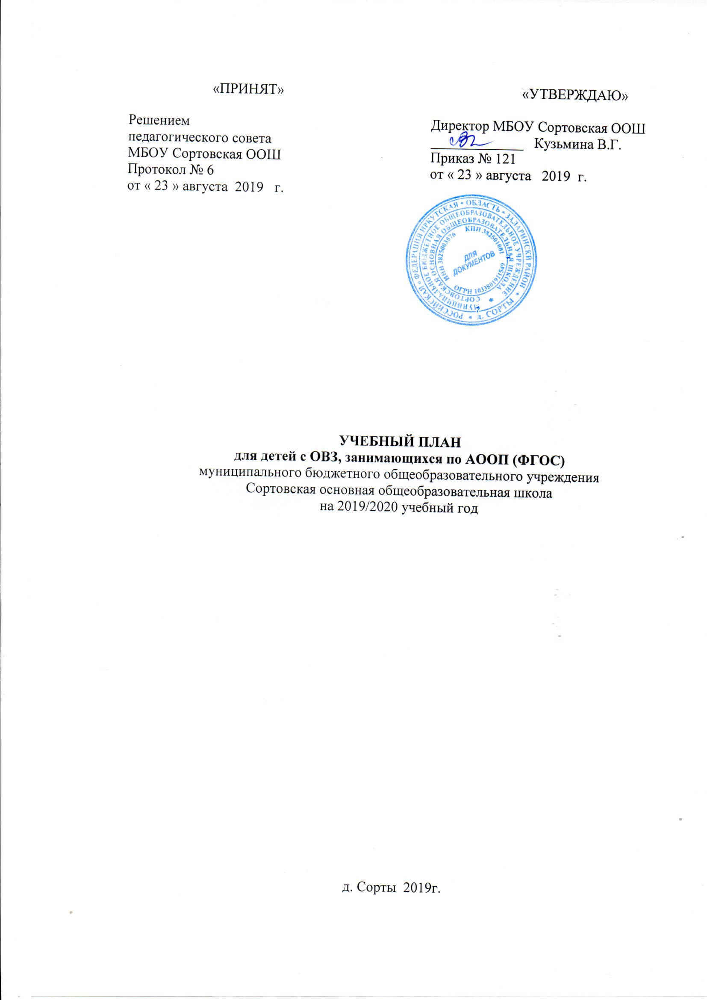 «ПРИНЯТ»
Решением
педагогического совета
МБОУ Сортовская ООШ
Протокол № 6
от « 23 » августа 2019 г.
«УТВЕРЖДАЮ»
Директор МБОУ Сортовская ООШ
Кузьмина В.Г.
Приказ № 121
от « 23 » августа 2019 г.
РОССИЙСКАЯ * ФЕДЕРАЦИЯ ИРКУТСКАЯ * ОБЛАСТЬ * ЗАЛАРИНСКЙ РАЙОН * д. СОРТЫ *
МУНИЦИПАЛЬНОЕ БЮДЖЕТНОЕ ОБЩЕОБРАЗОВАТЕЛЬНОЕ УЧРЕЖДЕНИЕ *
СОРТОВСКАЯ ОСНОВНАЯ ОБЩЕОБРАЗОВАТЕЛЬНАЯ ШКОЛА
ИНН 3825003576 КПП 382501001 ОГРН 1033801911549
ДЛЯ
ДОКУМЕНТОВ
УЧЕБНЫЙ ПЛАН
для детей с ОВЗ, занимающихся по АООП (ФГОС)
муниципального бюджетного общеобразовательного учреждения
Сортовская основная общеобразовательная школа
на 2019/2020 учебный год
д. Сорты 2019г.